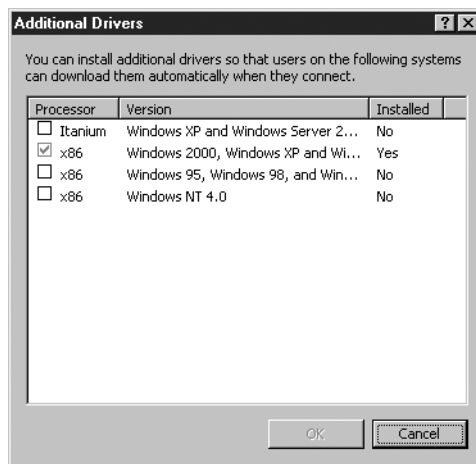 Additional Drivers
You can install additional drivers so that users on the following systems
can download them automatically when they connect.
Processor Version Installed
Itanium Windows XP and Windows Server 2... No
x86 Windows 2000, Windows XP and Wi... Yes
x86 Windows 95, Windows 98, and Win... No
x86 Windows NT 4.0 No
OK Cancel